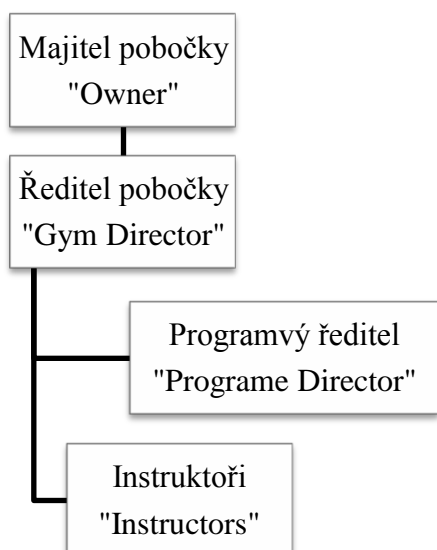 Majitel pobočky
"Owner"
Ředitel pobočky
"Gym Director"
Programvý ředitel
"Programe Director"
Instruktoři
"Instructors"